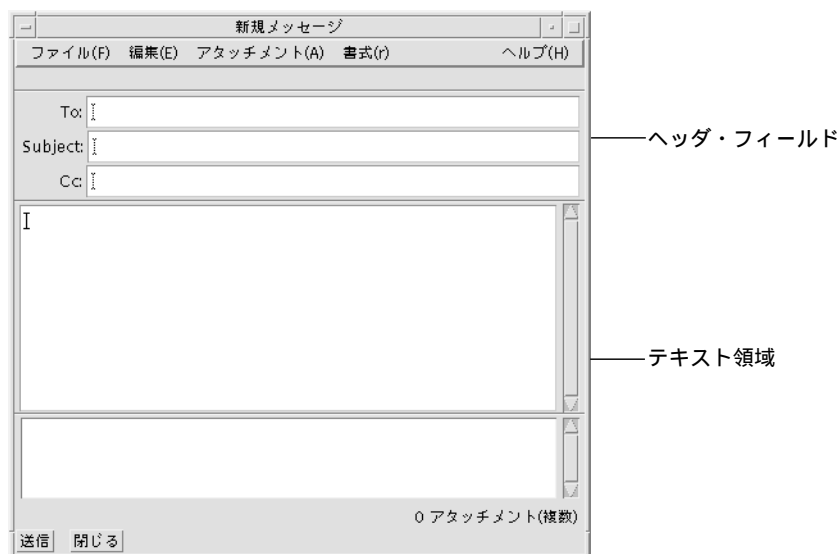 新規メッセージ
ファイル(F) 編集(E) アタッチメント(A) 書式(r) ヘルプ(H)
To:
Subject:
Cc:
ヘッダ・フィールド
テキスト領域
0 アタッチメント(複数)
送信 閉じる